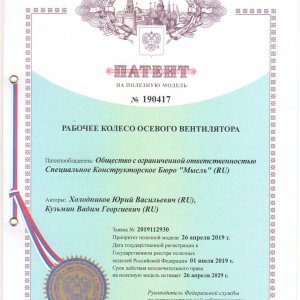 ПАТЕНТ
НА ПОЛЕЗНУЮ МОДЕЛЬ
№ 190417
РАБОЧЕЕ КОЛЕСО ОСЕВОГО ВЕНТИЛЯТОРА
Патентообладатель: Общество с ограниченной ответственностью
Специальное Конструкторское Бюро "Мысль" (RU)
Авторы: Холодников Юрий Васильевич (RU),
Кузьмин Вадим Георгиевич (RU)
Заявка № 2019112930
Приоритет полезной модели 26 апреля 2019 г.
Дата государственной регистрации в
Государственном реестре полезных
моделей Российской Федерации 01 июля 2019 г.
Срок действия исключительного права
на полезную модель истекает 26 апреля 2029 г.
Руководитель Федеральной службы